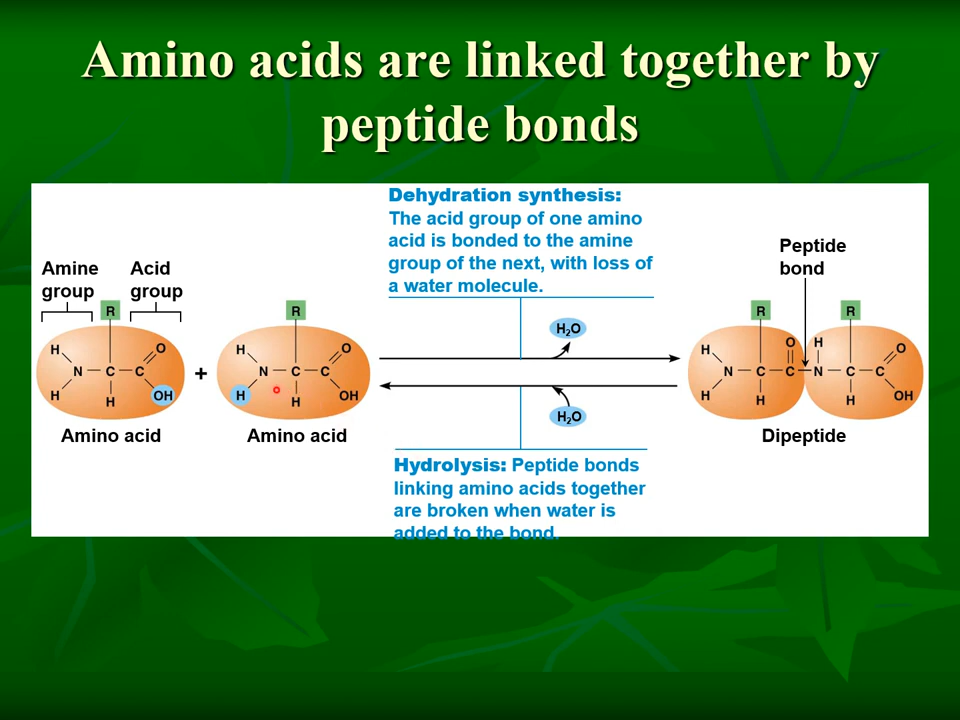 Amino acids are linked together by
peptide bonds
Dehydration synthesis:
The acid group of one amino
acid is bonded to the amine
group of the next, with loss of
a water molecule.
Peptide
bond
Amine
group
Acid
group
R
R
R
R
H
N
C
C
O
H
H
OH
+
H
N
C
C
O
H
H
OH
H₂O
H₂O
H
N
C
C
O
H
H
H
N
C
C
O
H
OH
Amino acid
Amino acid
Dipeptide
Hydrolysis: Peptide bonds
linking amino acids together
are broken when water is
added to the bond.